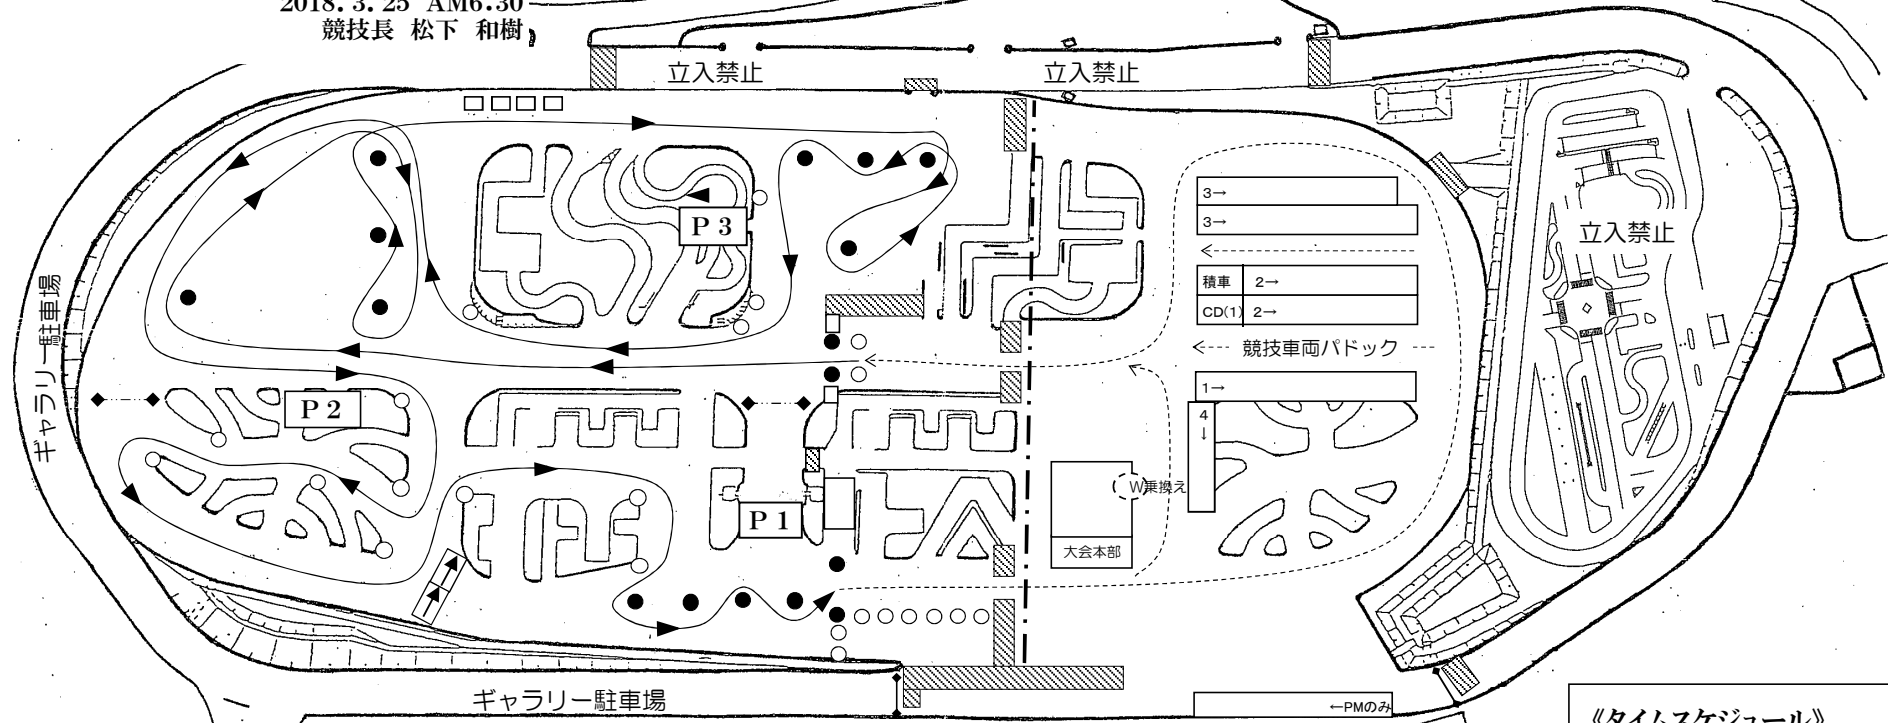 2018. 3. 25 AM6.30
競技長 松下 和樹
立入禁止
立入禁止
立入禁止
P 3
3→
3→
積車 2→
CD(1) 2→
競技車両パドック
ギャラリー駐車場
P 2
1→
4
↓
W乗換え
P 1
大会本部
ギャラリー駐車場
←PMのみ
《タイムスケジュール》